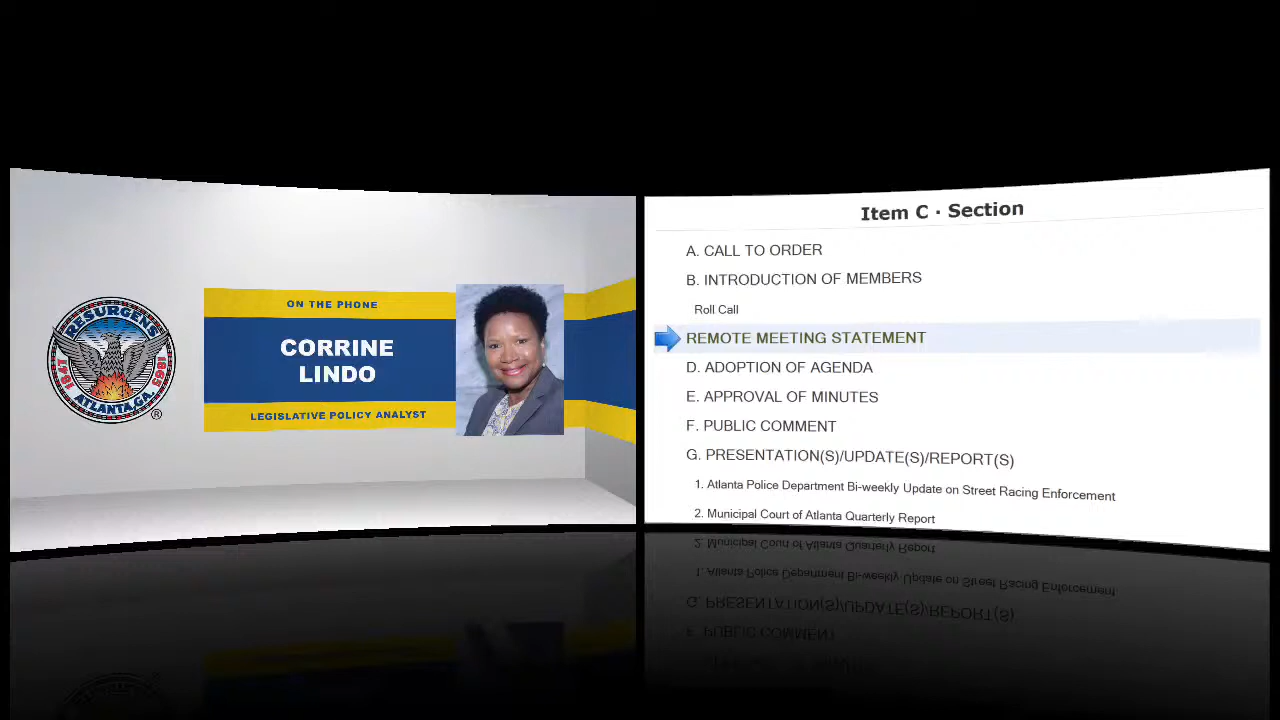 RESURGENS
1847
1865
ATLANTA, GA.
®
ON THE PHONE
CORRINE
LINDO
LEGISLATIVE POLICY ANALYST
Item C · Section
A. CALL TO ORDER
B. INTRODUCTION OF MEMBERS
Roll Call
REMOTE MEETING STATEMENT
D. ADOPTION OF AGENDA
E. APPROVAL OF MINUTES
F. PUBLIC COMMENT
G. PRESENTATION(S)/UPDATE(S)/REPORT(S)
1. Atlanta Police Department Bi-weekly Update on Street Racing Enforcement
2. Municipal Court of Atlanta Quarterly Report